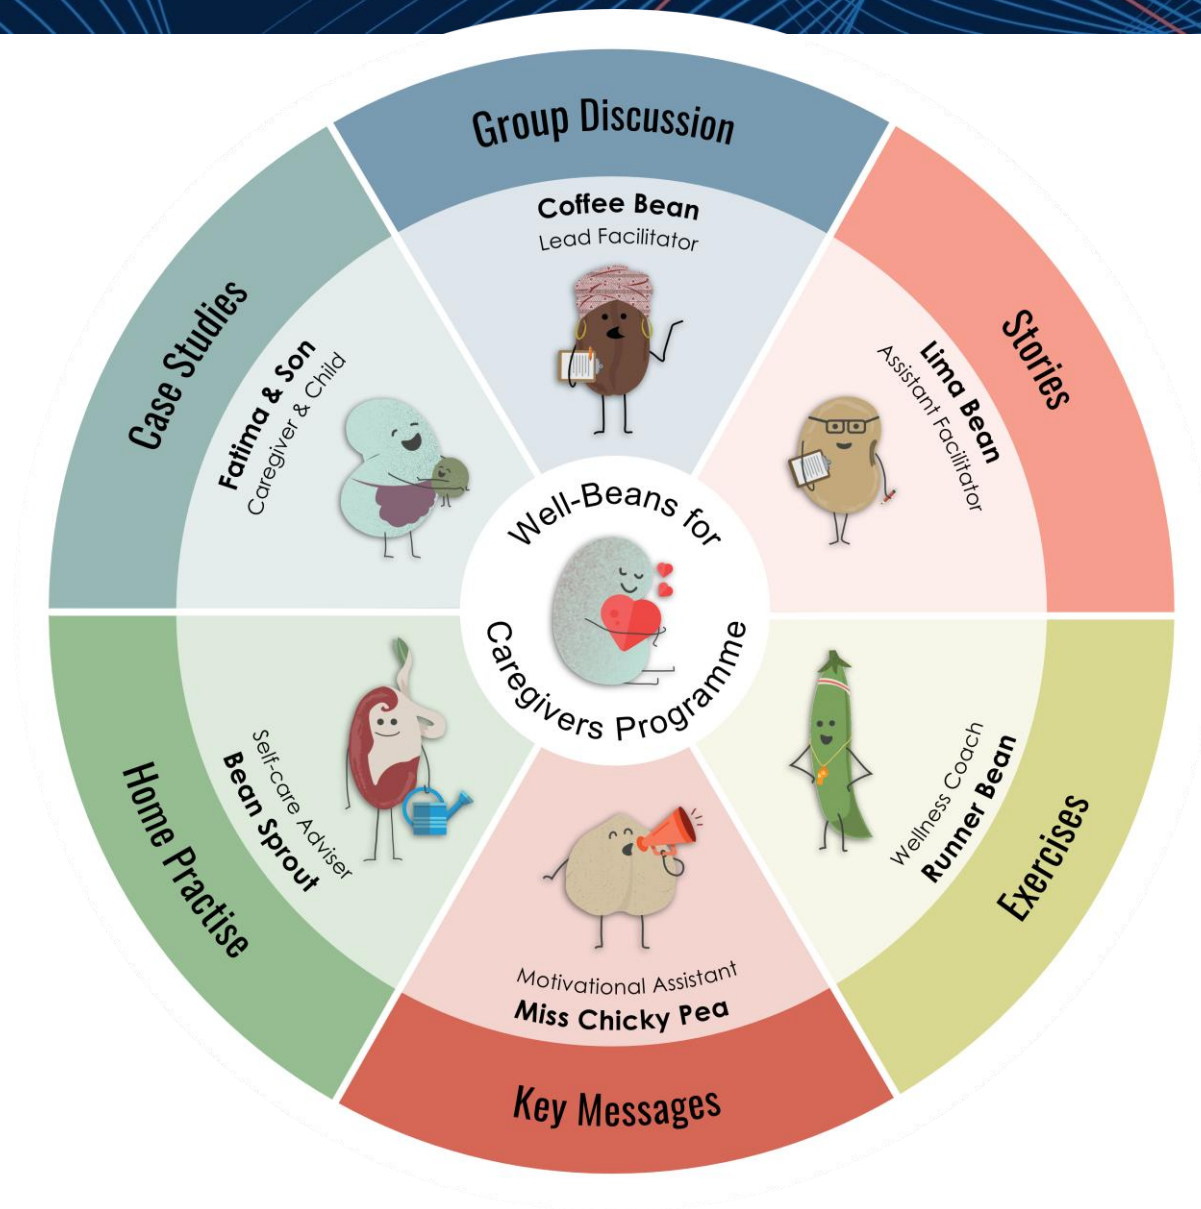 Group Discussion
Coffee Bean
Lead Facilitator
Stories
Lima Bean
Assistant Facilitator
Exercises
Wellness Coach
Runner Bean
Key Messages
Motivational Assistant
Miss Chicky Pea
Home Practise
Self-care Adviser
Bean Sprout
Case Studies
Fatima & Son
Caregiver & Child
Well-Beans for
Caregivers Programme